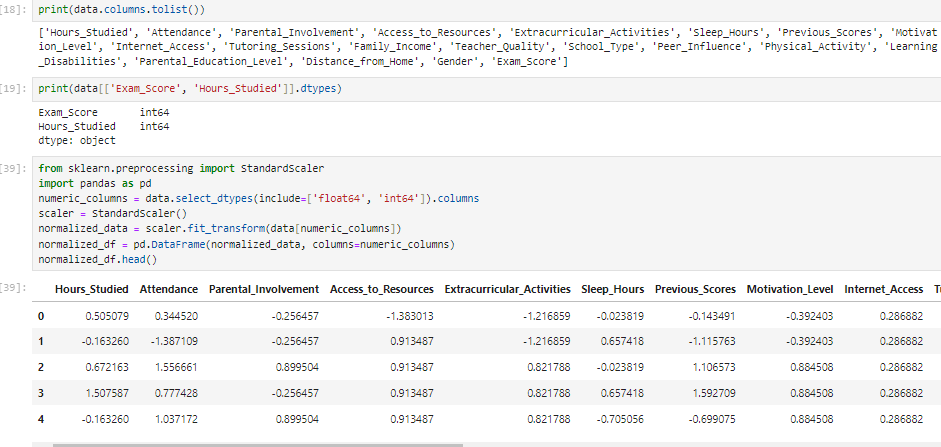 [18]: print(data.columns.tolist())
['Hours_Studied', 'Attendance', 'Parental_Involvement', 'Access_to_Resources', 'Extracurricular_Activities', 'Sleep_Hours', 'Previous_Scores', 'Motivat
ion_Level', 'Internet_Access', 'Tutoring_Sessions', 'Family_Income', 'Teacher_Quality', 'School_Type', 'Peer_Influence', 'Physical_Activity', 'Learning
_Disabilities', 'Parental_Education_Level', 'Distance_from_Home', 'Gender', 'Exam_Score']
[19]: print(data[['Exam_Score', 'Hours_Studied']].dtypes)
Exam_Score int64
Hours_Studied int64
dtype: object
[39]: from sklearn.preprocessing import StandardScaler
import pandas as pd
numeric_columns = data.select_dtypes(include=['float64', 'int64']).columns
scaler = StandardScaler()
normalized_data = scaler.fit_transform(data[numeric_columns])
normalized_df = pd.DataFrame(normalized_data, columns=numeric_columns)
normalized_df.head()
[39]: Hours_Studied Attendance Parental_Involvement Access_to_Resources Extracurricular_Activities Sleep_Hours Previous_Scores Motivation_Level Internet_Access
0 0.505079 0.344520 -0.256457 -1.383013 -1.216859 -0.023819 -0.143491 -0.392403 0.286882
1 -0.163260 -1.387109 -0.256457 0.913487 -1.216859 0.657418 -1.115763 -0.392403 0.286882
2 0.672163 1.556661 0.899504 0.913487 0.821788 -0.023819 1.106573 0.884508 0.286882
3 1.507587 0.777428 -0.256457 0.913487 0.821788 0.657418 1.592709 0.884508 0.286882
4 -0.163260 1.037172 0.899504 0.913487 0.821788 -0.705056 -0.699075 0.884508 0.286882